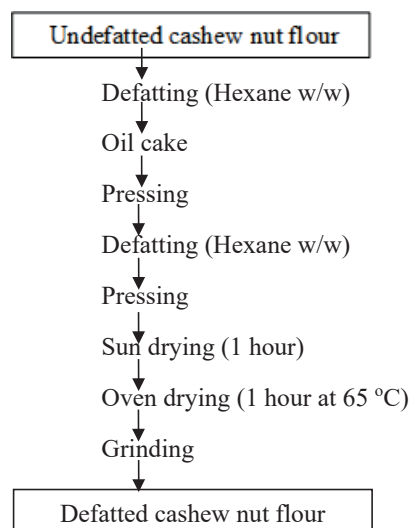 Undefatted cashew nut flour
Defatting (Hexane w/w)
Oil cake
Pressing
Defatting (Hexane w/w)
Pressing
Sun drying (1 hour)
Oven drying (1 hour at 65 ºC)
Grinding
Defatted cashew nut flour